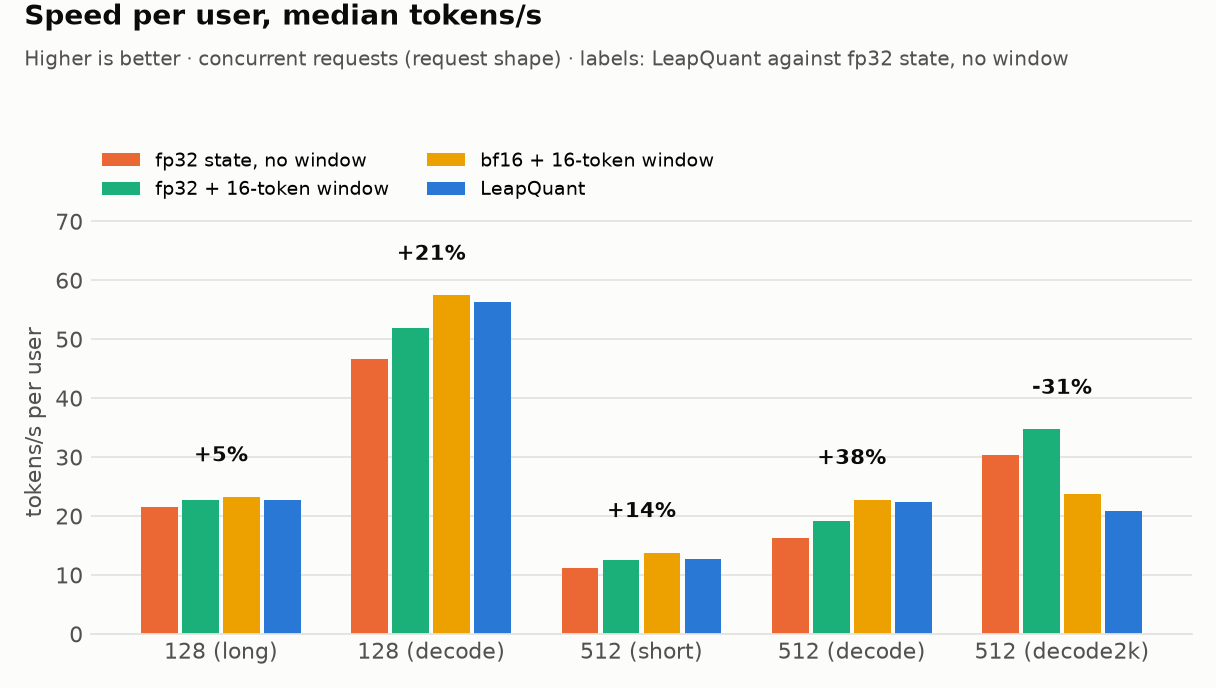 Speed per user, median tokens/s
Higher is better · concurrent requests (request shape) · labels: LeapQuant against fp32 state, no window
fp32 state, no window
bf16 + 16-token window
fp32 + 16-token window
LeapQuant
tokens/s per user
70
60
50
40
30
20
10
0
+5%
+21%
+14%
+38%
-31%
128 (long)
128 (decode)
512 (short)
512 (decode)
512 (decode2k)